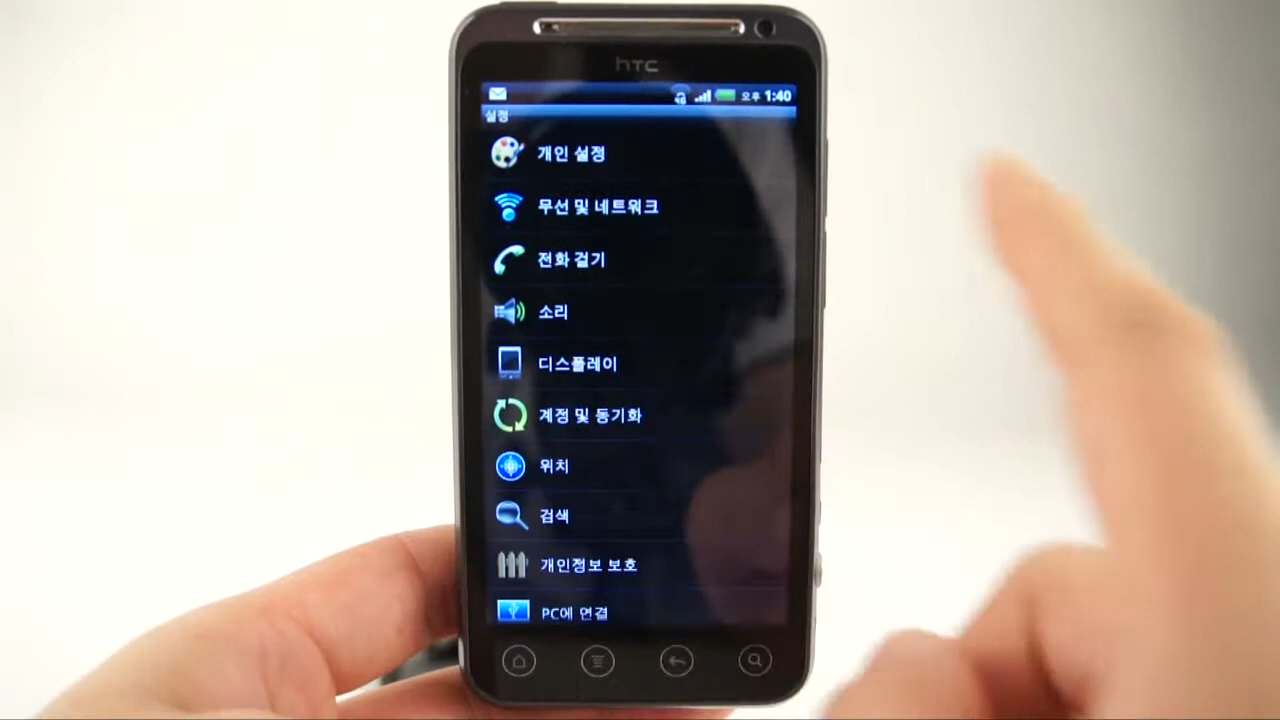 hTC
4G 오후 1:40
설정
개인 설정
무선 및 네트워크
전화 걸기
소리
디스플레이
계정 및 동기화
위치
검색
개인정보 보호
PC에 연결